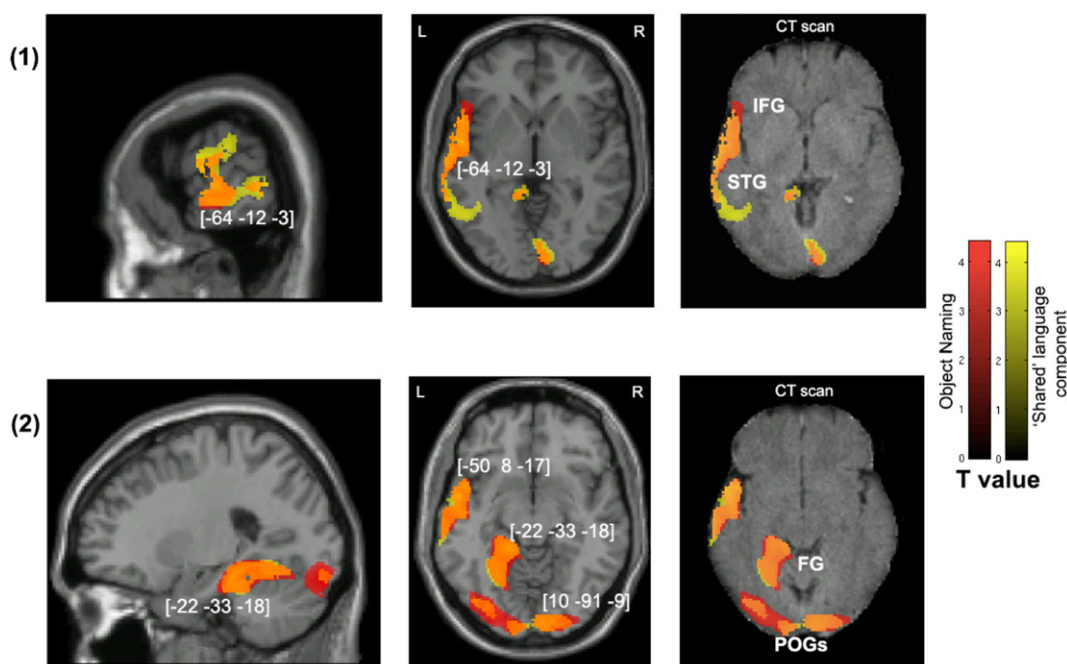 (1)
[-64 -12 -3]
L
R
[-64 -12 -3]
CT scan
IFG
STG
(2)
[-22 -33 -18]
L
R
[-50 8 -17]
[-22 -33 -18]
[10 -91 -9]
CT scan
FG
POGs
Object Naming
4
3
2
1
0
4
3
2
1
0
'Shared' language
component
T value